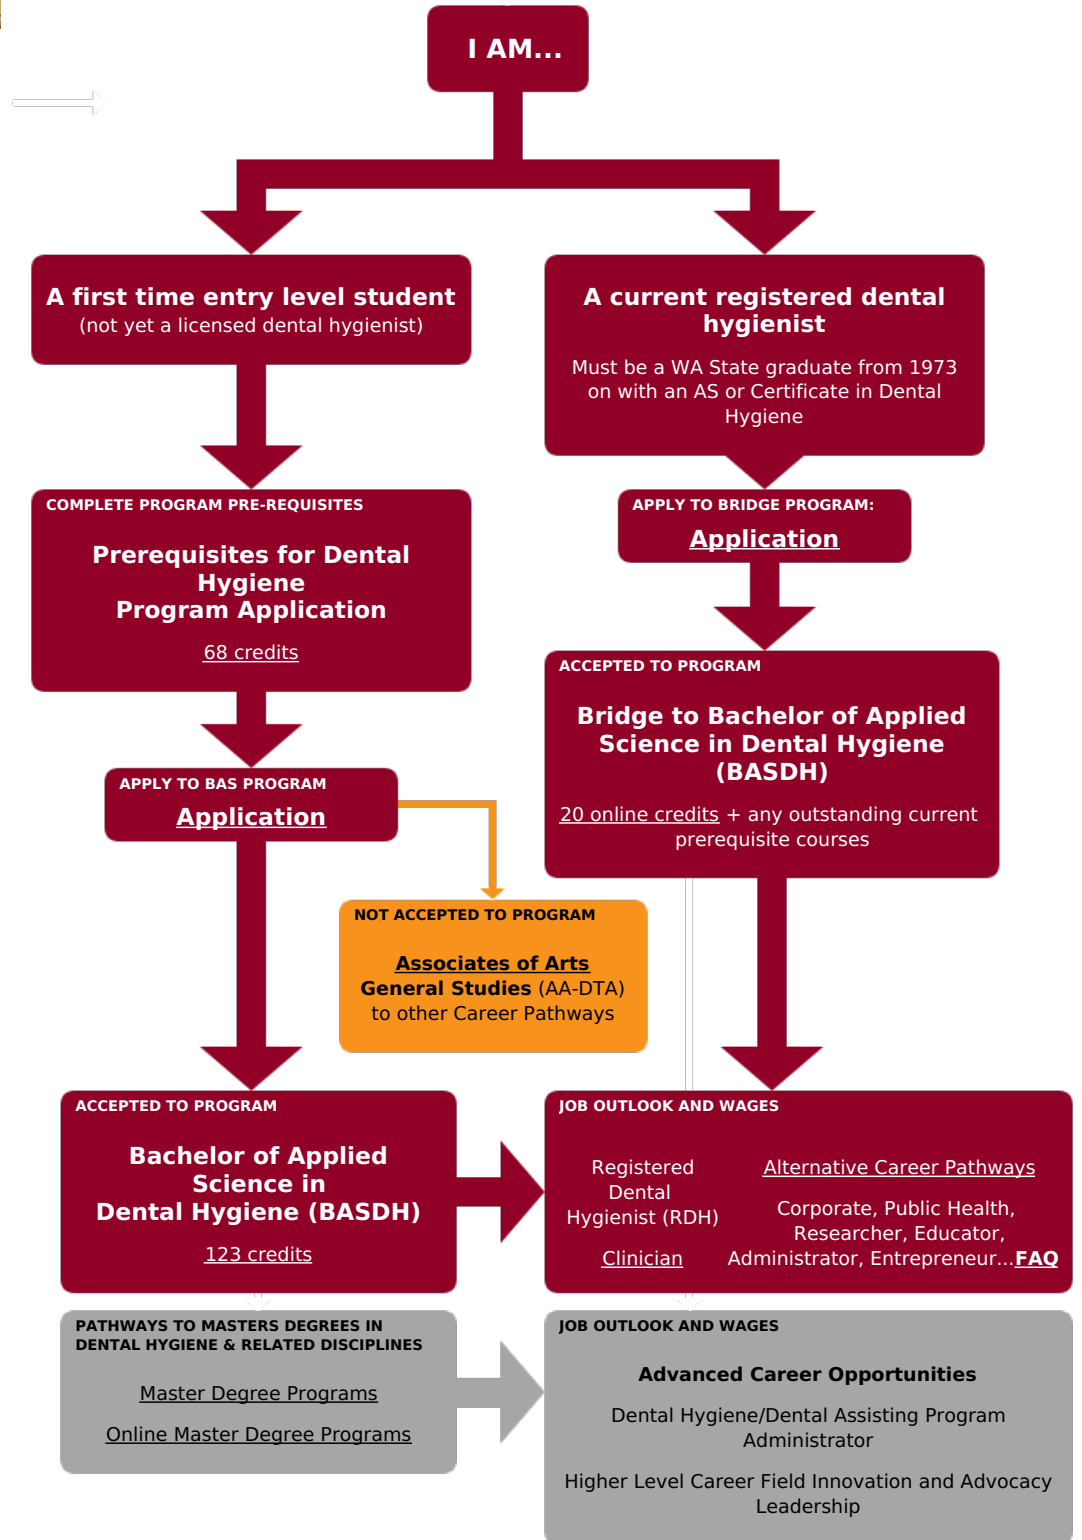 I AM...
A first time entry level student
(not yet a licensed dental hygienist)
A current registered dental
hygienist
Must be a WA State graduate from 1973
on with an AS or Certificate in Dental
Hygiene
COMPLETE PROGRAM PRE-REQUISITES
Prerequisites for Dental
Hygiene
Program Application
68 credits
APPLY TO BRIDGE PROGRAM:
Application
ACCEPTED TO PROGRAM
Bridge to Bachelor of Applied
Science in Dental Hygiene
(BASDH)
20 online credits + any outstanding current
prerequisite courses
APPLY TO BAS PROGRAM
Application
NOT ACCEPTED TO PROGRAM
Associates of Arts
General Studies (AA-DTA)
to other Career Pathways
ACCEPTED TO PROGRAM
Bachelor of Applied
Science in
Dental Hygiene (BASDH)
123 credits
JOB OUTLOOK AND WAGES
Registered
Dental
Hygienist (RDH)
Clinician
Alternative Career Pathways
Corporate, Public Health,
Researcher, Educator,
Administrator, Entrepreneur...FAQ
PATHWAYS TO MASTERS DEGREES IN
DENTAL HYGIENE & RELATED DISCIPLINES
Master Degree Programs
Online Master Degree Programs
JOB OUTLOOK AND WAGES
Advanced Career Opportunities
Dental Hygiene/Dental Assisting Program
Administrator
Higher Level Career Field Innovation and Advocacy
Leadership